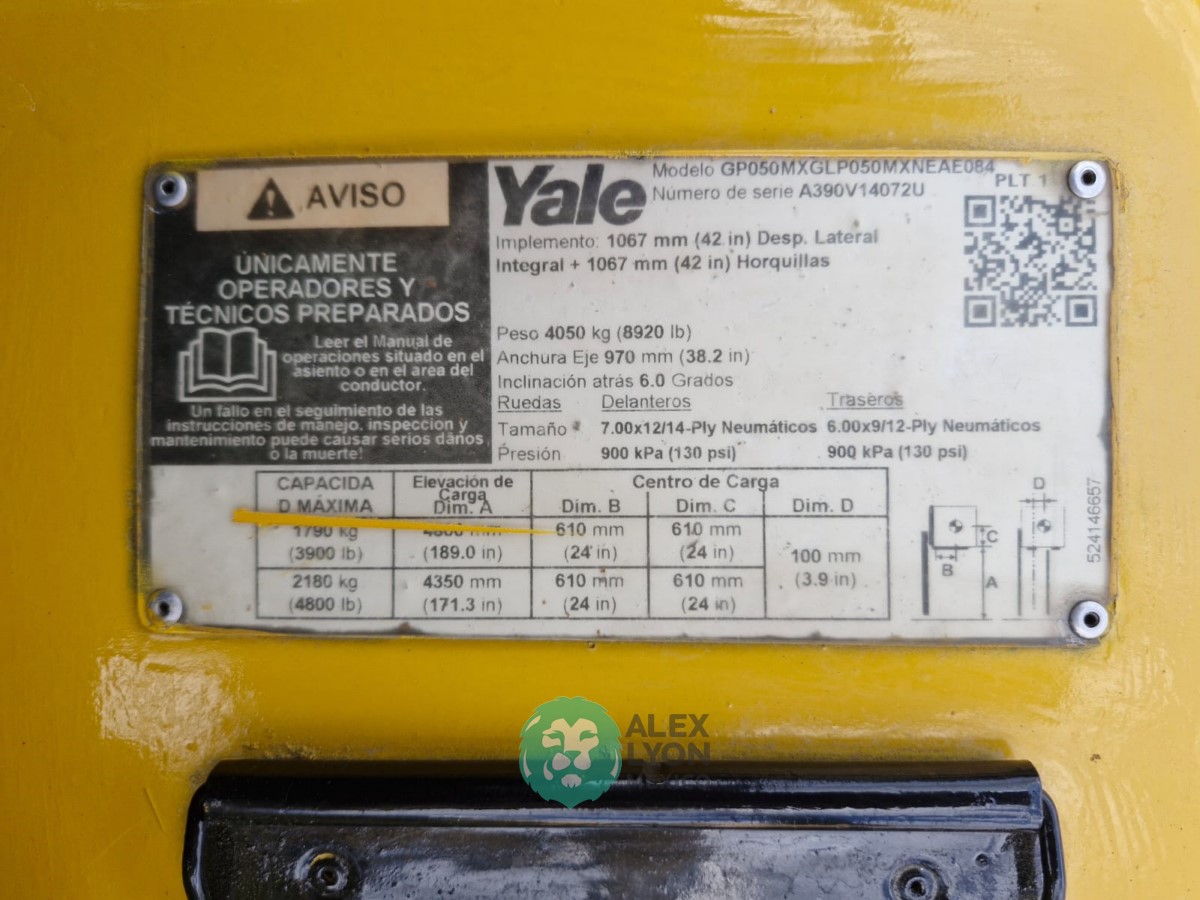 AVISO
ÚNICAMENTE
OPERADORES Y
TÉCNICOS PREPARADOS
Leer el Manual de
operaciones situado en el
asiento o en el area del
conductor.
Un fallo en el seguimiento de las
instrucciones de manejo, inspeccion y
mantenimiento puede causar serios daños
o la muerte!
Yale
Modelo GP050MXGLP050MXNEAE084
Número de serie A390V14072U
PLT 1
Implemento: 1067 mm (42 in) Desp. Lateral
Integral + 1067 mm (42 in) Horquillas
Peso 4050 kg (8920 lb)
Anchura Eje 970 mm (38.2 in)
Inclinación atrás 6.0 Grados
Ruedas Delanteros Traseros
Tamaño 7.00x12/14-Ply Neumáticos 6.00x9/12-Ply Neumáticos
Présión 900 kPa (130 psi) 900 kPa (130 psi)
CAPACIDA Elevación de Centro de Carga
D MÁXIMA Carga
Dim. A Dim. B Dim. C Dim. D
1790 kg 4800 mm 610 mm 610 mm
(3900 lb) (189.0 in) (24 in) (24 in) 100 mm
2180 kg 4350 mm 610 mm 610 mm (3.9 in)
(4800 lb) (171.3 in) (24 in) (24 in)
D
C
B
A
524146657
ALEX
LYON